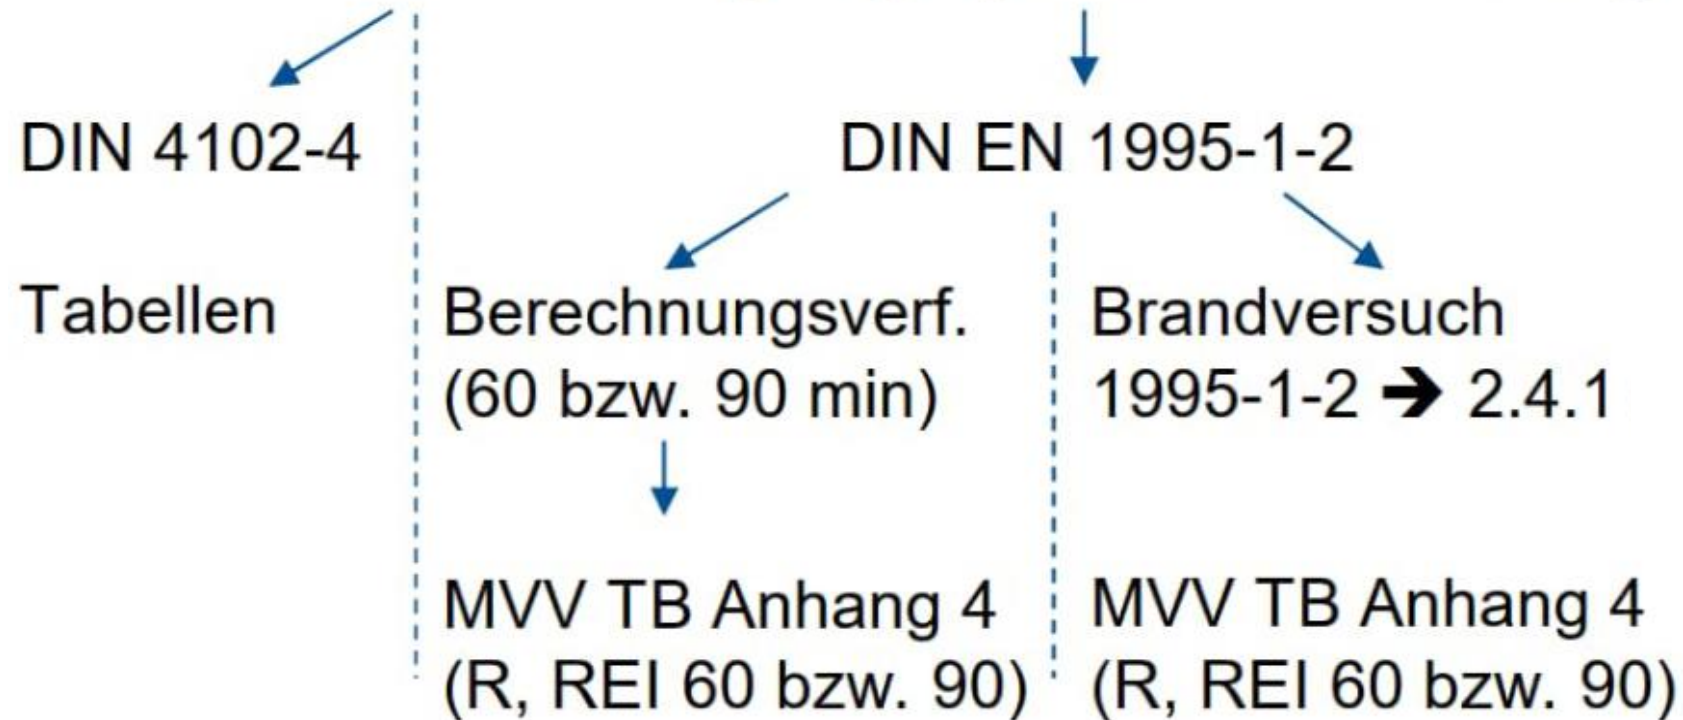 DIN 4102-4
DIN EN 1995-1-2
Tabellen
Berechnungsverf.
(60 bzw. 90 min)
Brandversuch
1995-1-2 ➔ 2.4.1
MVV TB Anhang 4
(R, REI 60 bzw. 90)
MVV TB Anhang 4
(R, REI 60 bzw. 90)